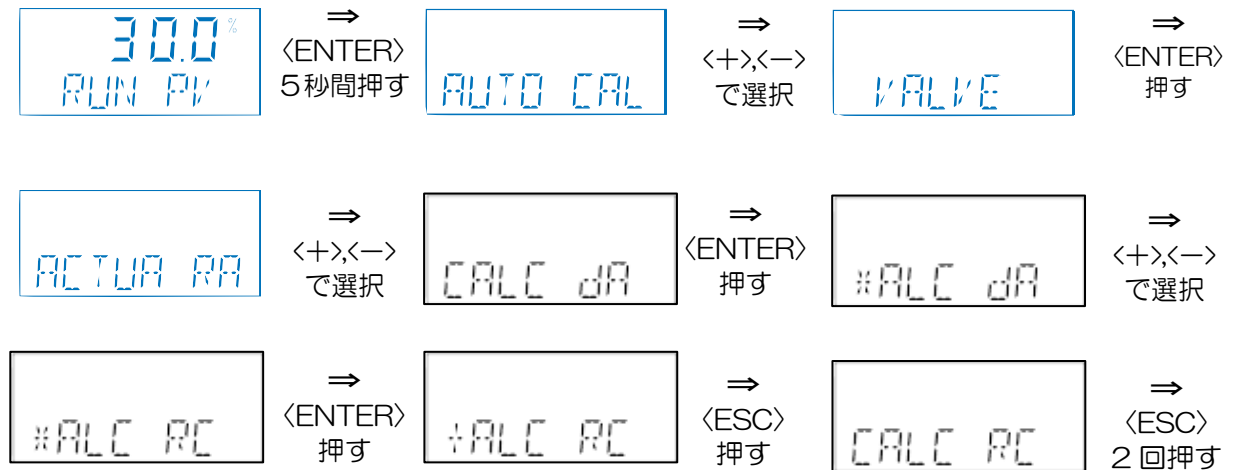 30.0%
RUN PV
⇒
〈ENTER〉
5秒間押す
AUTO CAL
⇒
<+>,<->
で選択
VALVE
⇒
〈ENTER〉
押す
ACTUA RA
⇒
<+>,<->
で選択
CALC dA
⇒
〈ENTER〉
押す
*ALC dA
⇒
<+>,<->
で選択
*ALC RC
⇒
〈ENTER〉
押す
+ALC RC
⇒
〈ESC〉
押す
CALC RC
⇒
〈ESC〉
2回押す